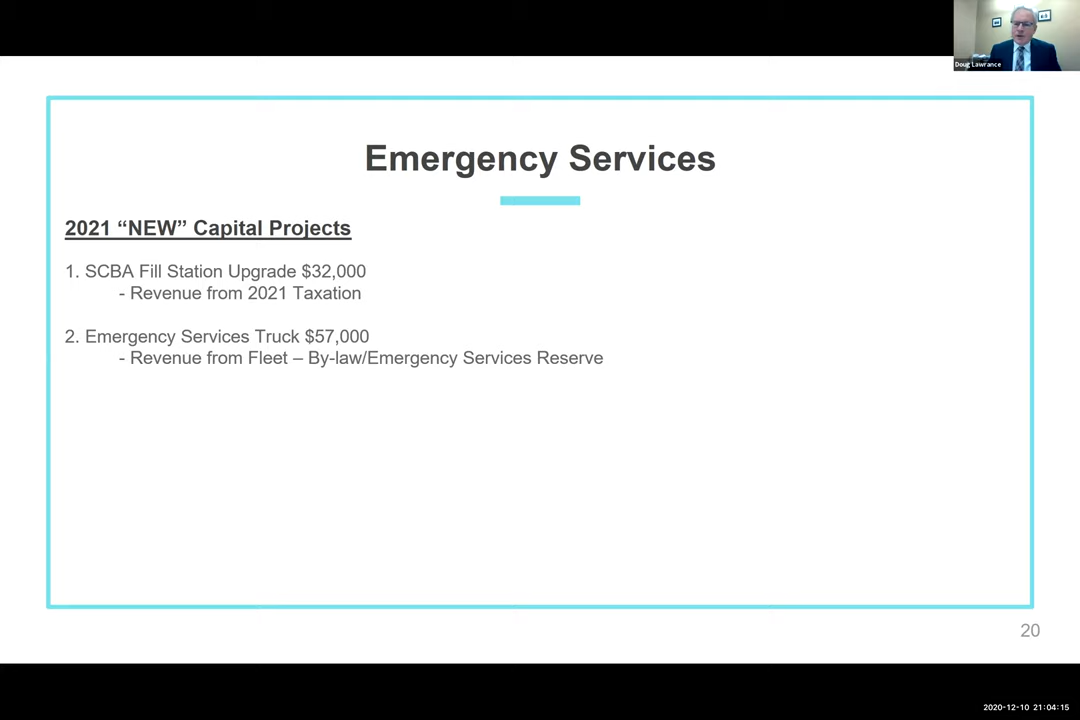 Doug Lawrance
Emergency Services
2021 “NEW” Capital Projects
1. SCBA Fill Station Upgrade $32,000
- Revenue from 2021 Taxation
2. Emergency Services Truck $57,000
- Revenue from Fleet – By-law/Emergency Services Reserve
20
2020-12-10 21:04:15